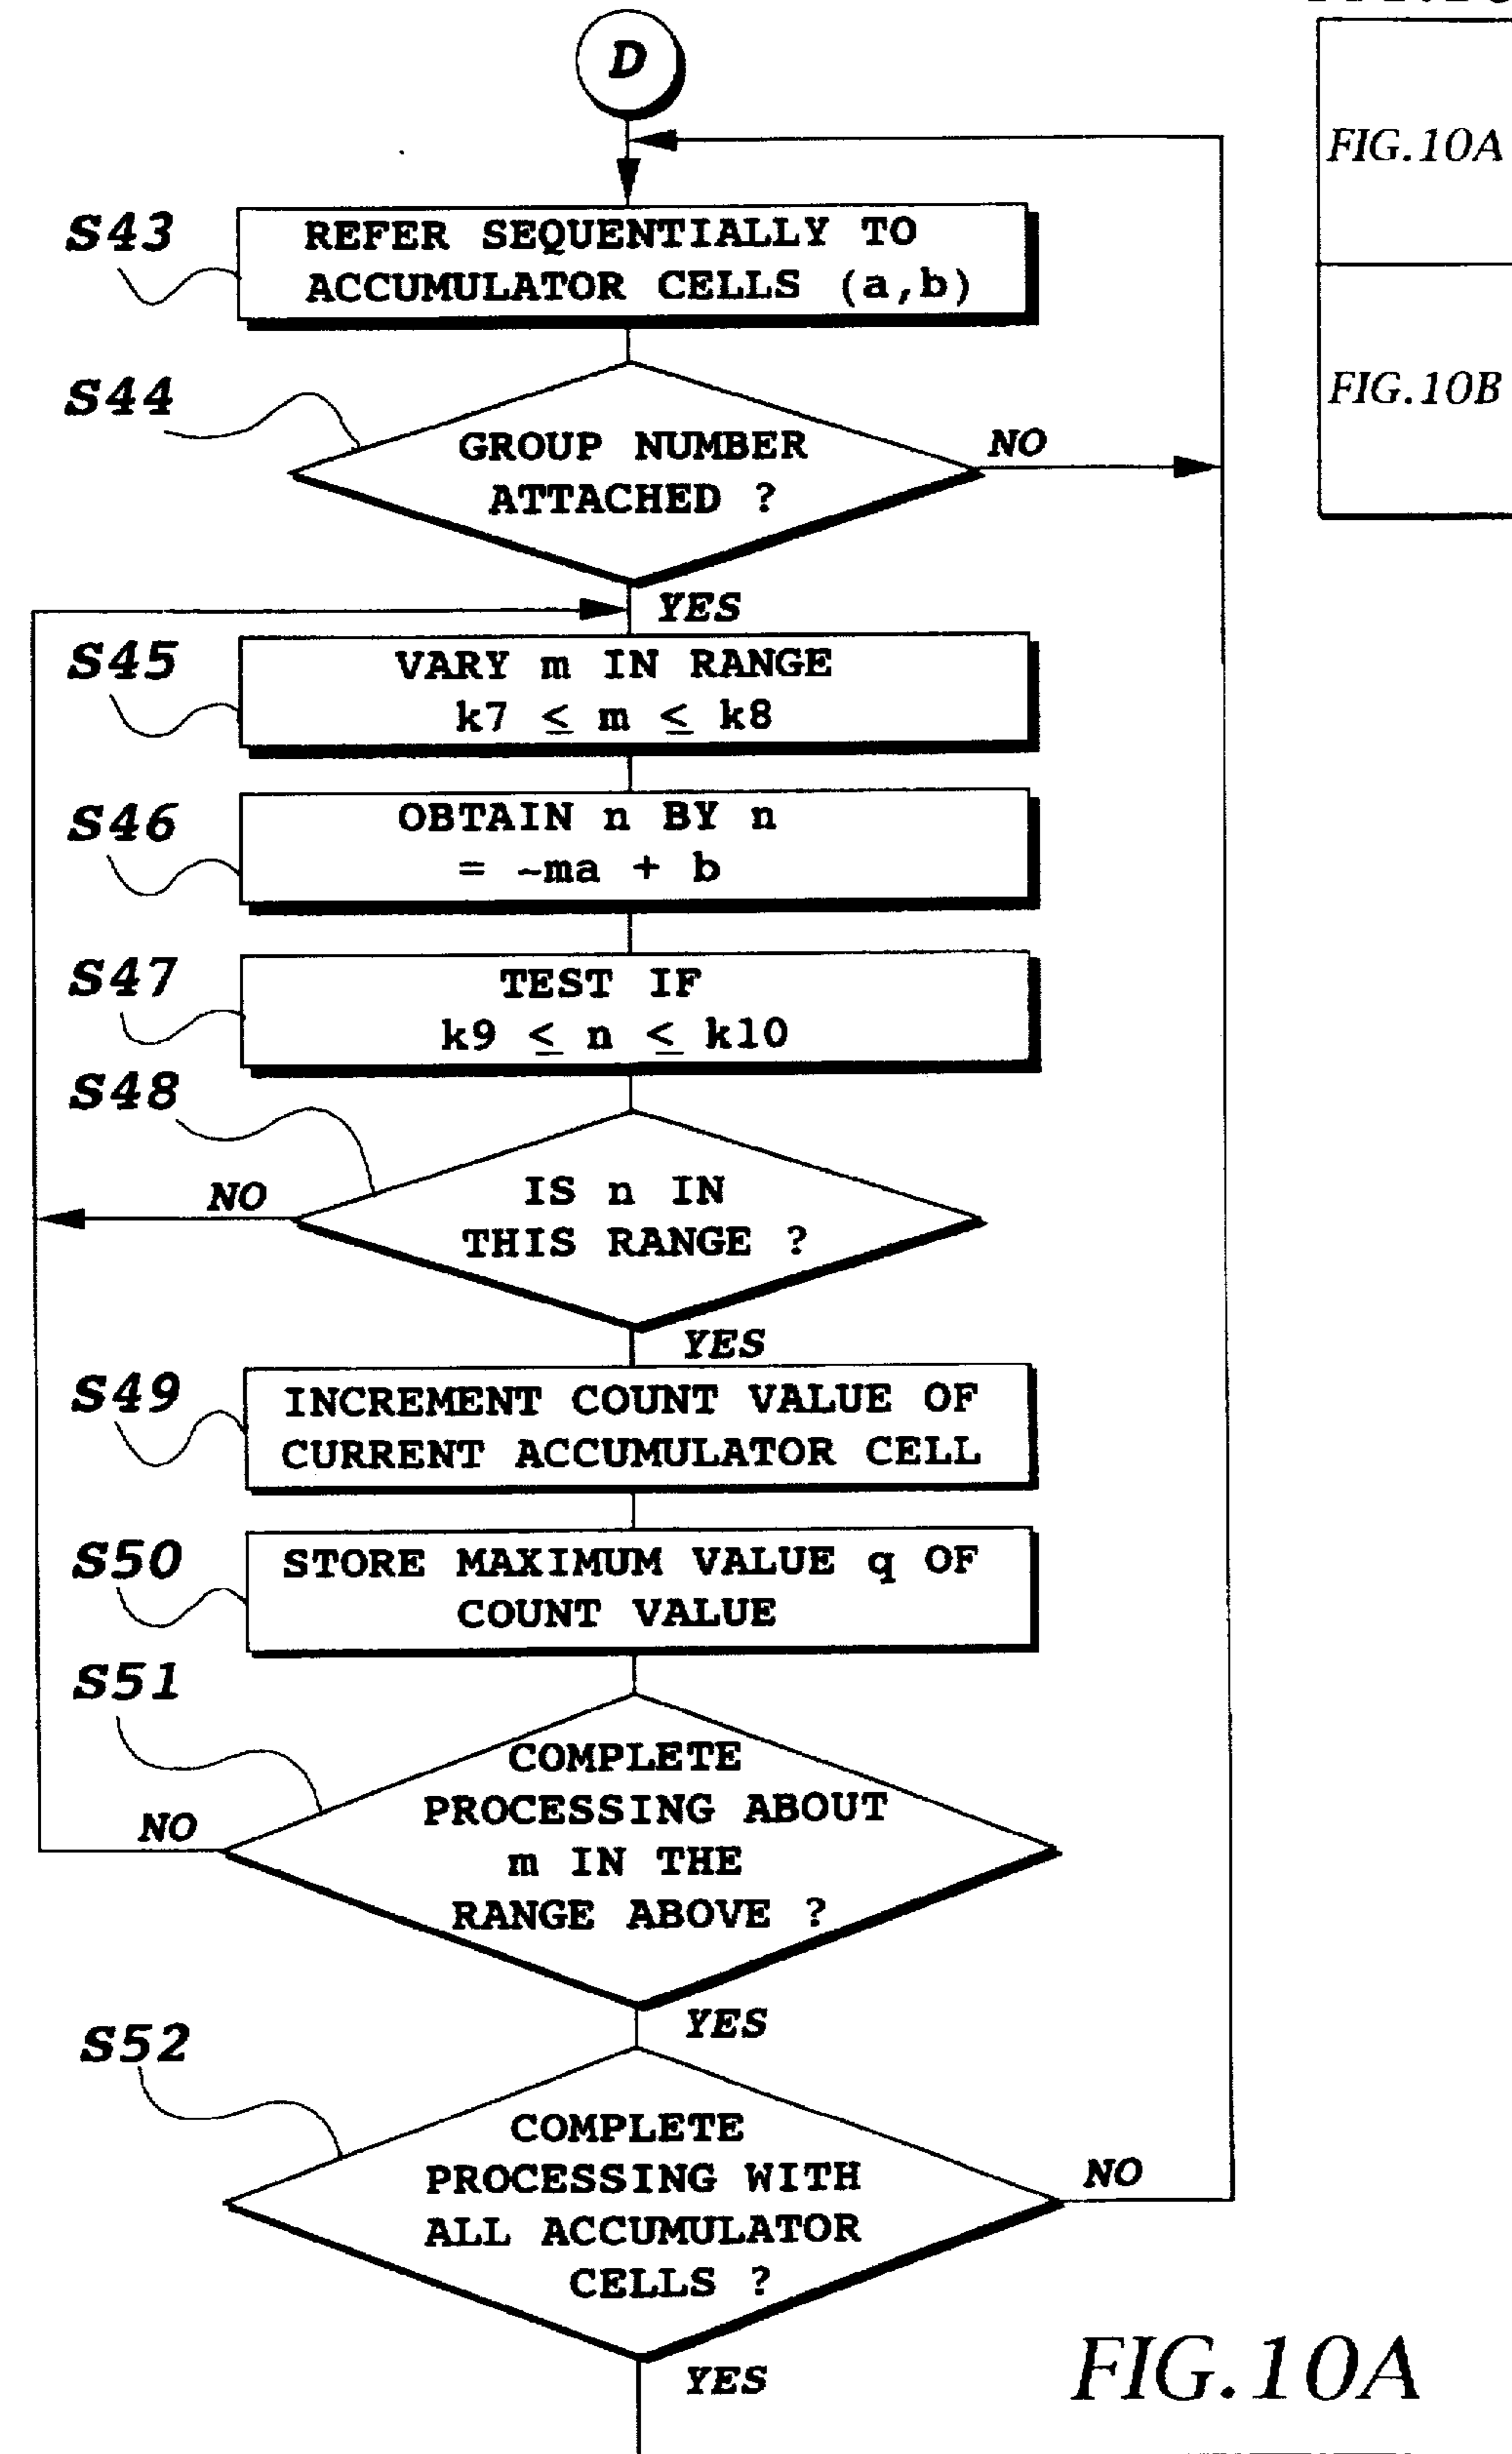 D
S43
REFER SEQUENTIALLY TO
ACCUMULATOR CELLS (a,b)
S44
GROUP NUMBER
ATTACHED ?
NO
YES
S45
VARY m IN RANGE
k7 ≤ m ≤ k8
S46
OBTAIN n BY n
= -ma + b
S47
TEST IF
k9 ≤ n ≤ k10
S48
IS n IN
THIS RANGE ?
NO
YES
S49
INCREMENT COUNT VALUE OF
CURRENT ACCUMULATOR CELL
S50
STORE MAXIMUM VALUE q OF
COUNT VALUE
S51
COMPLETE
PROCESSING ABOUT
m IN THE
RANGE ABOVE ?
NO
YES
S52
COMPLETE
PROCESSING WITH
ALL ACCUMULATOR
CELLS ?
NO
YES
FIG.10A
FIG.10B
FIG.10A